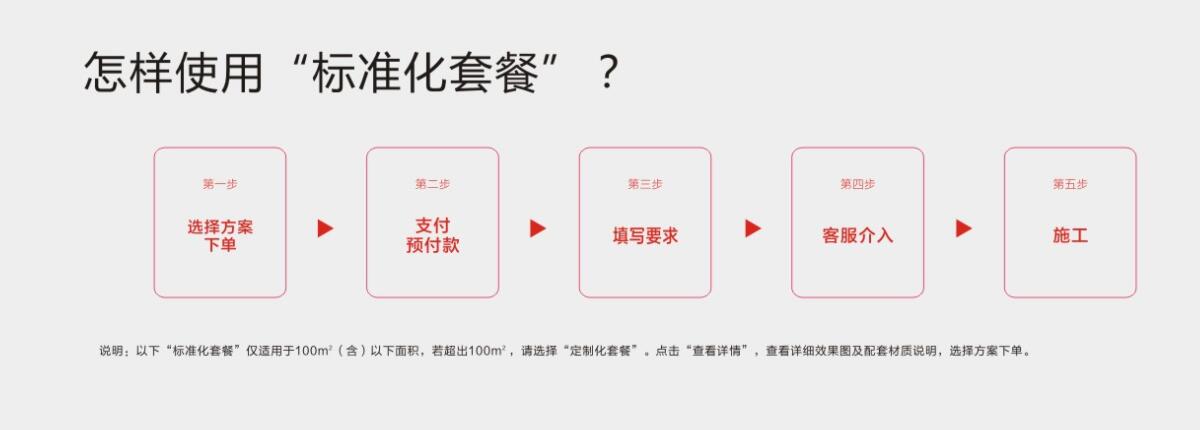 怎样使用“标准化套餐”？
第一步
选择方案
下单
第二步
支付
预付款
第三步
填写要求
第四步
客服介入
第五步
施工
说明：以下“标准化套餐”仅适用于100m²（含）以下面积，若超出100m²，请选择“定制化套餐”。点击“查看详情”，查看详细效果图及配套材质说明，选择方案下单。